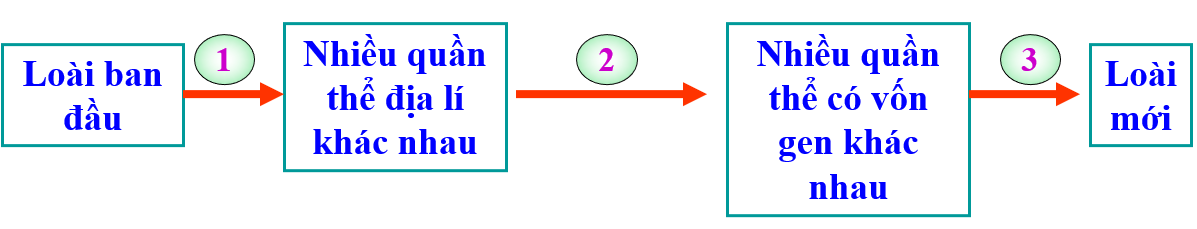 Loài ban
đầu
1
Nhiều quần
thể địa lí
khác nhau
2
Nhiều quần
thể có vốn
gen khác
nhau
3
Loài
mới